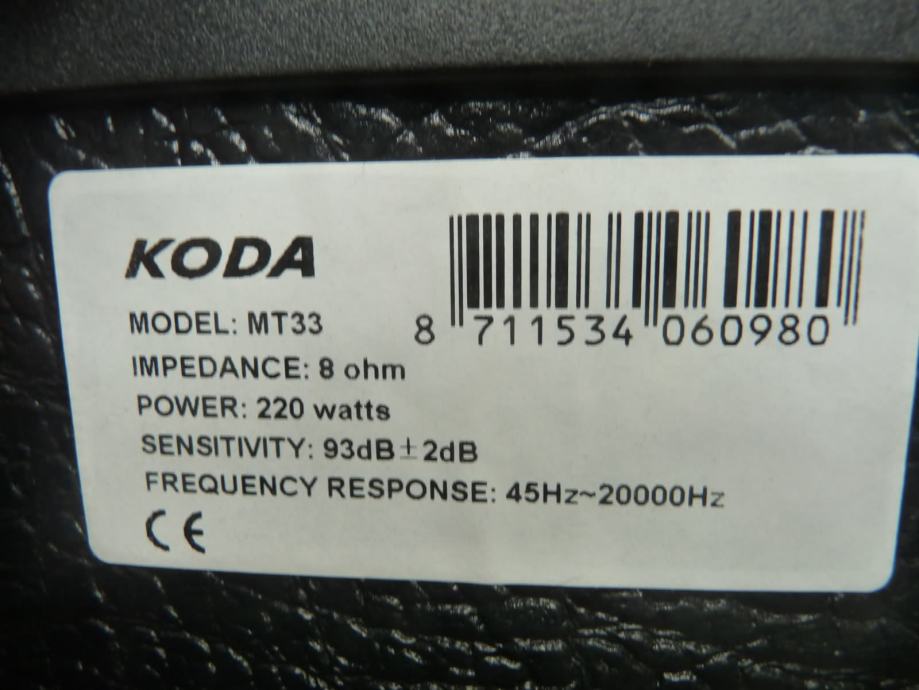 KODA
MODEL: MT33
IMPEDANCE: 8 ohm
POWER: 220 watts
SENSITIVITY: 93dB±2dB
FREQUENCY RESPONSE: 45Hz~20000Hz
CE
8 711534 060980